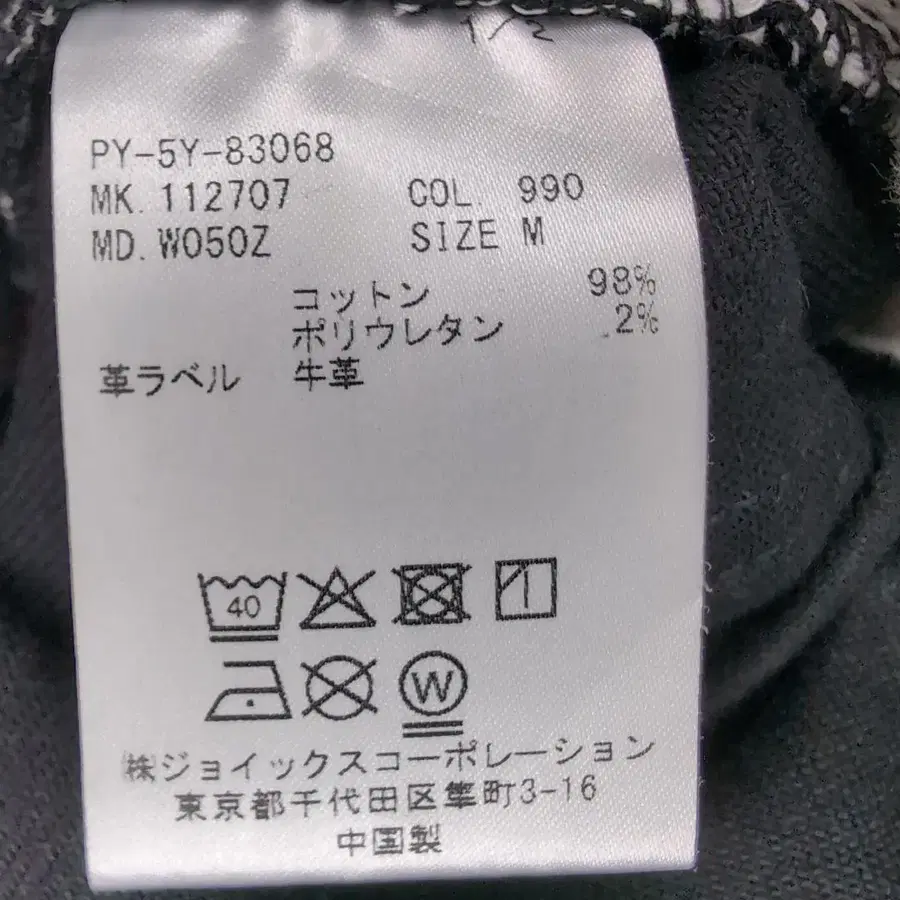 1/2
PY-5Y-83068
MK. 112707 COL. 990
MD. W050Z SIZE M
コットン 98%
ポリウレタン 2%
革ラベル 牛革
40
W
㈱ジョイックスコーポレーション
東京都千代田区隼町3-16
中国製